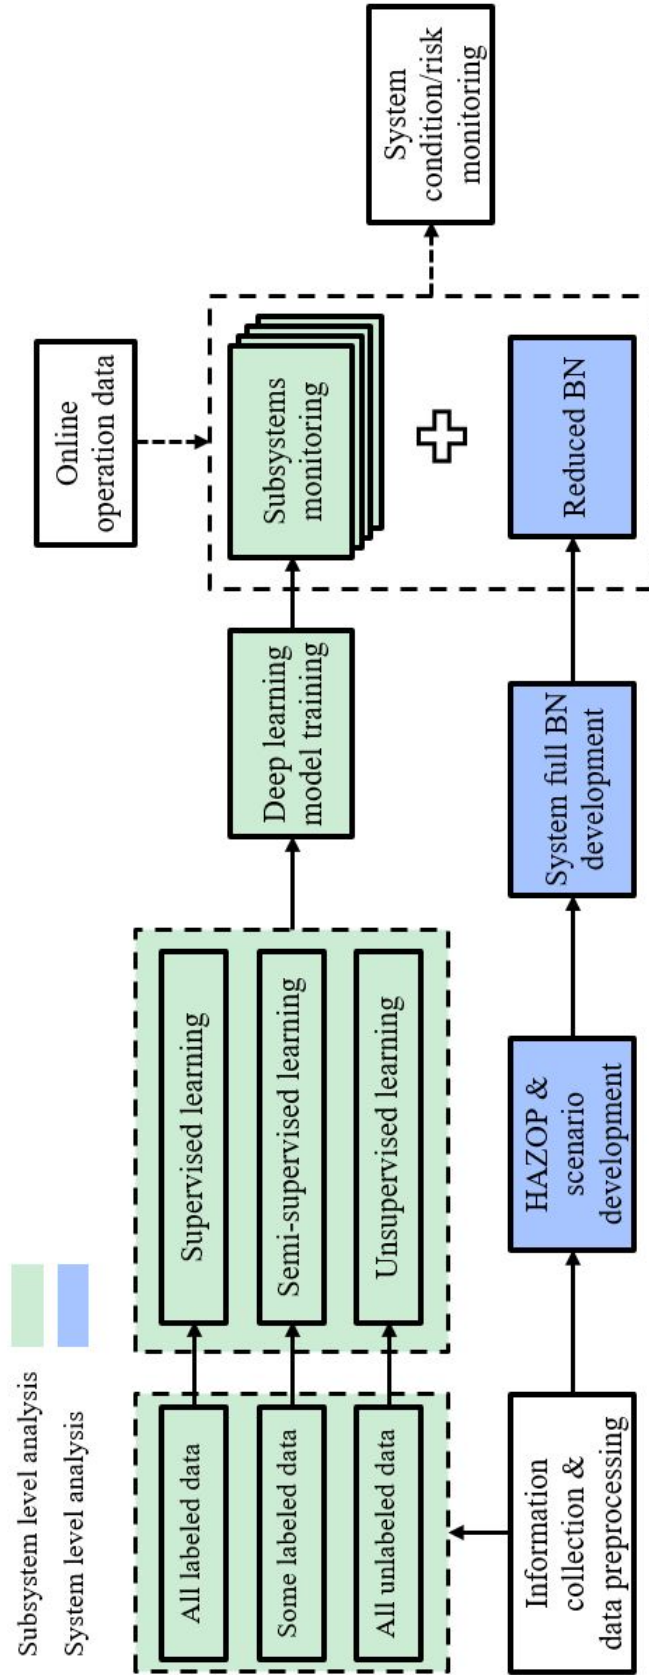 Subsystem level analysis
System level analysis
All labeled data
Some labeled data
All unlabeled data
Information
collection &
data preprocessing
Supervised learning
Semi-supervised learning
Unsupervised learning
HAZOP &
scenario
development
Deep learning
model training
System full BN
development
Online
operation data
Subsystems
monitoring
Reduced BN
System
condition/risk
monitoring